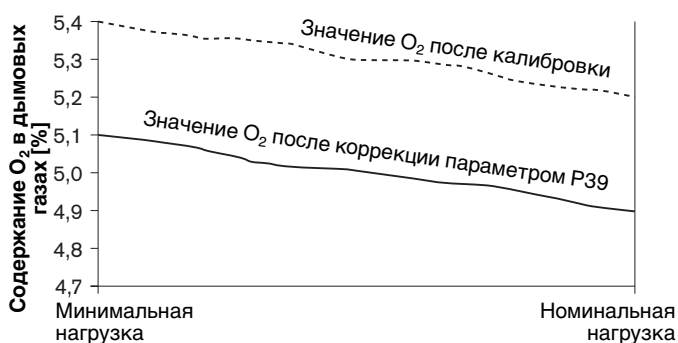 Содержание O₂ в дымовых
газах [%]
5,4
5,3
5,2
5,1
5,0
4,9
4,8
4,7
Значение O₂ после калибровки
Значение O₂ после коррекции параметром P39
Минимальная
нагрузка
Номинальная
нагрузка